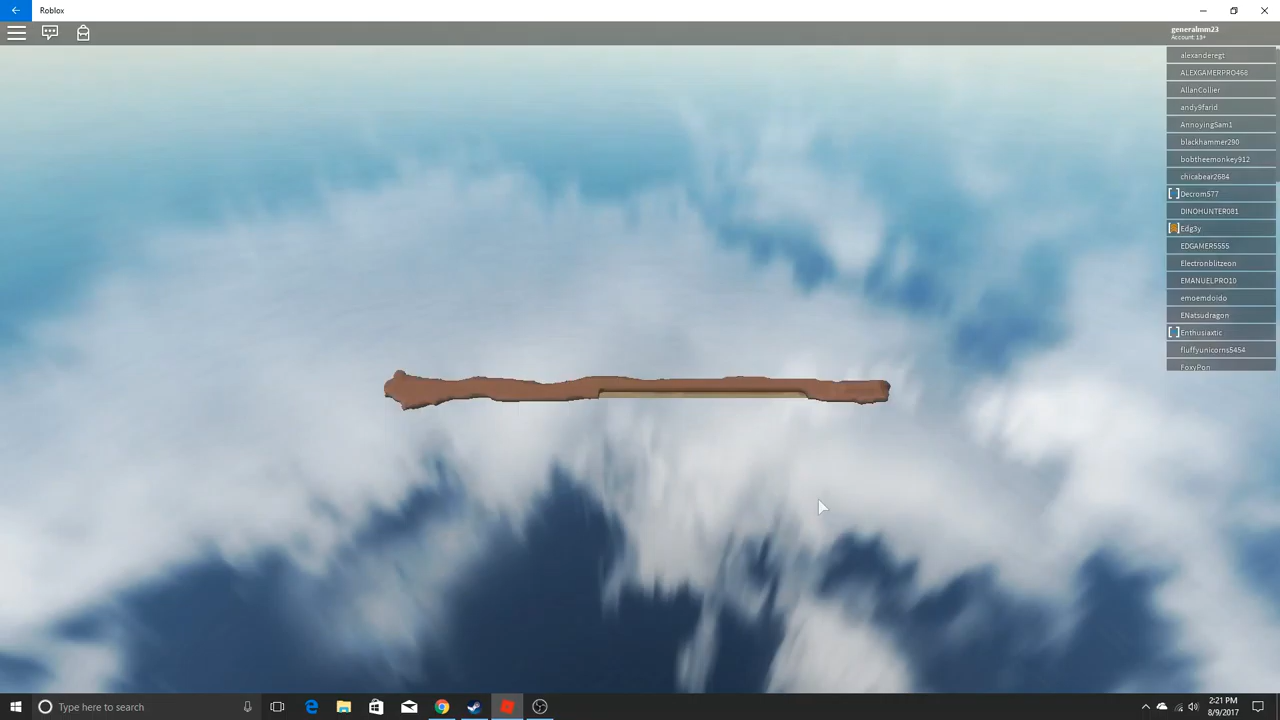 Roblox
generalmm23
Account: 13+
alexanderegt
ALEXGAMERPRO468
AllanCollier
andy9farid
AnnoyingSam1
blackhammer290
bobtheemonkey912
chicabear2684
Decrom577
DINOHUNTER081
Edg3y
EDGAMER5555
Electronblitzeon
EMANUELPRO10
emoemdoido
ENatsudragon
Enthusiaxtic
fluffyunicorns5454
FoxyPon
Type here to search
2:21 PM
8/9/2017